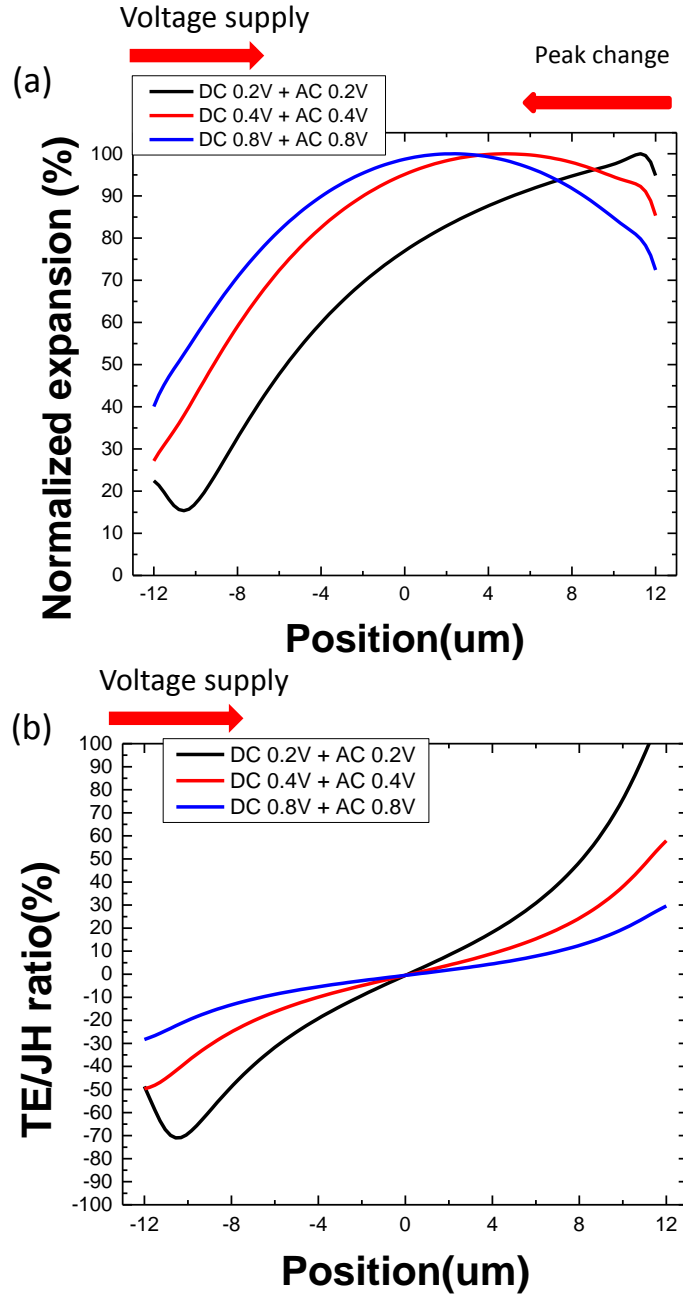 Voltage supply
Peak change
(a)
DC 0.2V + AC 0.2V
DC 0.4V + AC 0.4V
DC 0.8V + AC 0.8V
Normalized expansion (%)
100
90
80
70
60
50
40
30
20
10
0
-12 -8 -4 0 4 8 12
Position(um)
Voltage supply
(b)
DC 0.2V + AC 0.2V
DC 0.4V + AC 0.4V
DC 0.8V + AC 0.8V
TE/JH ratio(%)
100
90
80
70
60
50
40
30
20
10
0
-10
-20
-30
-40
-50
-60
-70
-80
-90
-100
-12 -8 -4 0 4 8 12
Position(um)